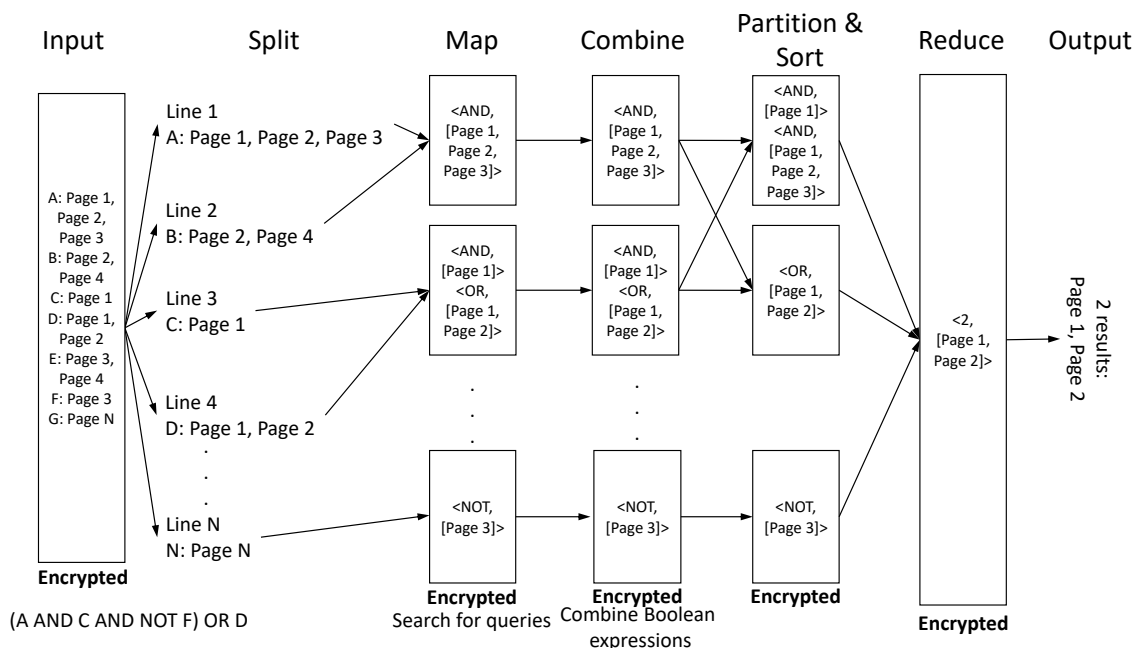 Input
Split
Map
Combine
Partition &
Sort
Reduce
Output
A: Page 1,
Page 2,
Page 3
B: Page 2,
Page 4
C: Page 1
D: Page 1,
Page 2
E: Page 3,
Page 4
F: Page 3
G: Page N
Encrypted
(A AND C AND NOT F) OR D
Line 1
A: Page 1, Page 2, Page 3
Line 2
B: Page 2, Page 4
Line 3
C: Page 1
Line 4
D: Page 1, Page 2
.
.
.
Line N
N: Page N
<AND,
[Page 1,
Page 2,
Page 3]>
<AND,
[Page 1]>
<OR,
[Page 1,
Page 2]>
.
.
.
<NOT,
[Page 3]>
Encrypted
Search for queries
<AND,
[Page 1,
Page 2,
Page 3]>
<AND,
[Page 1]>
<OR,
[Page 1,
Page 2]>
.
.
.
<NOT,
[Page 3]>
Encrypted
Combine Boolean
expressions
<AND,
[Page 1]>
<AND,
[Page 1,
Page 2,
Page 3]>
<OR,
[Page 1,
Page 2]>
.
.
.
<NOT,
[Page 3]>
Encrypted
<2,
[Page 1,
Page 2]>
Encrypted
2 results:
Page 1, Page 2